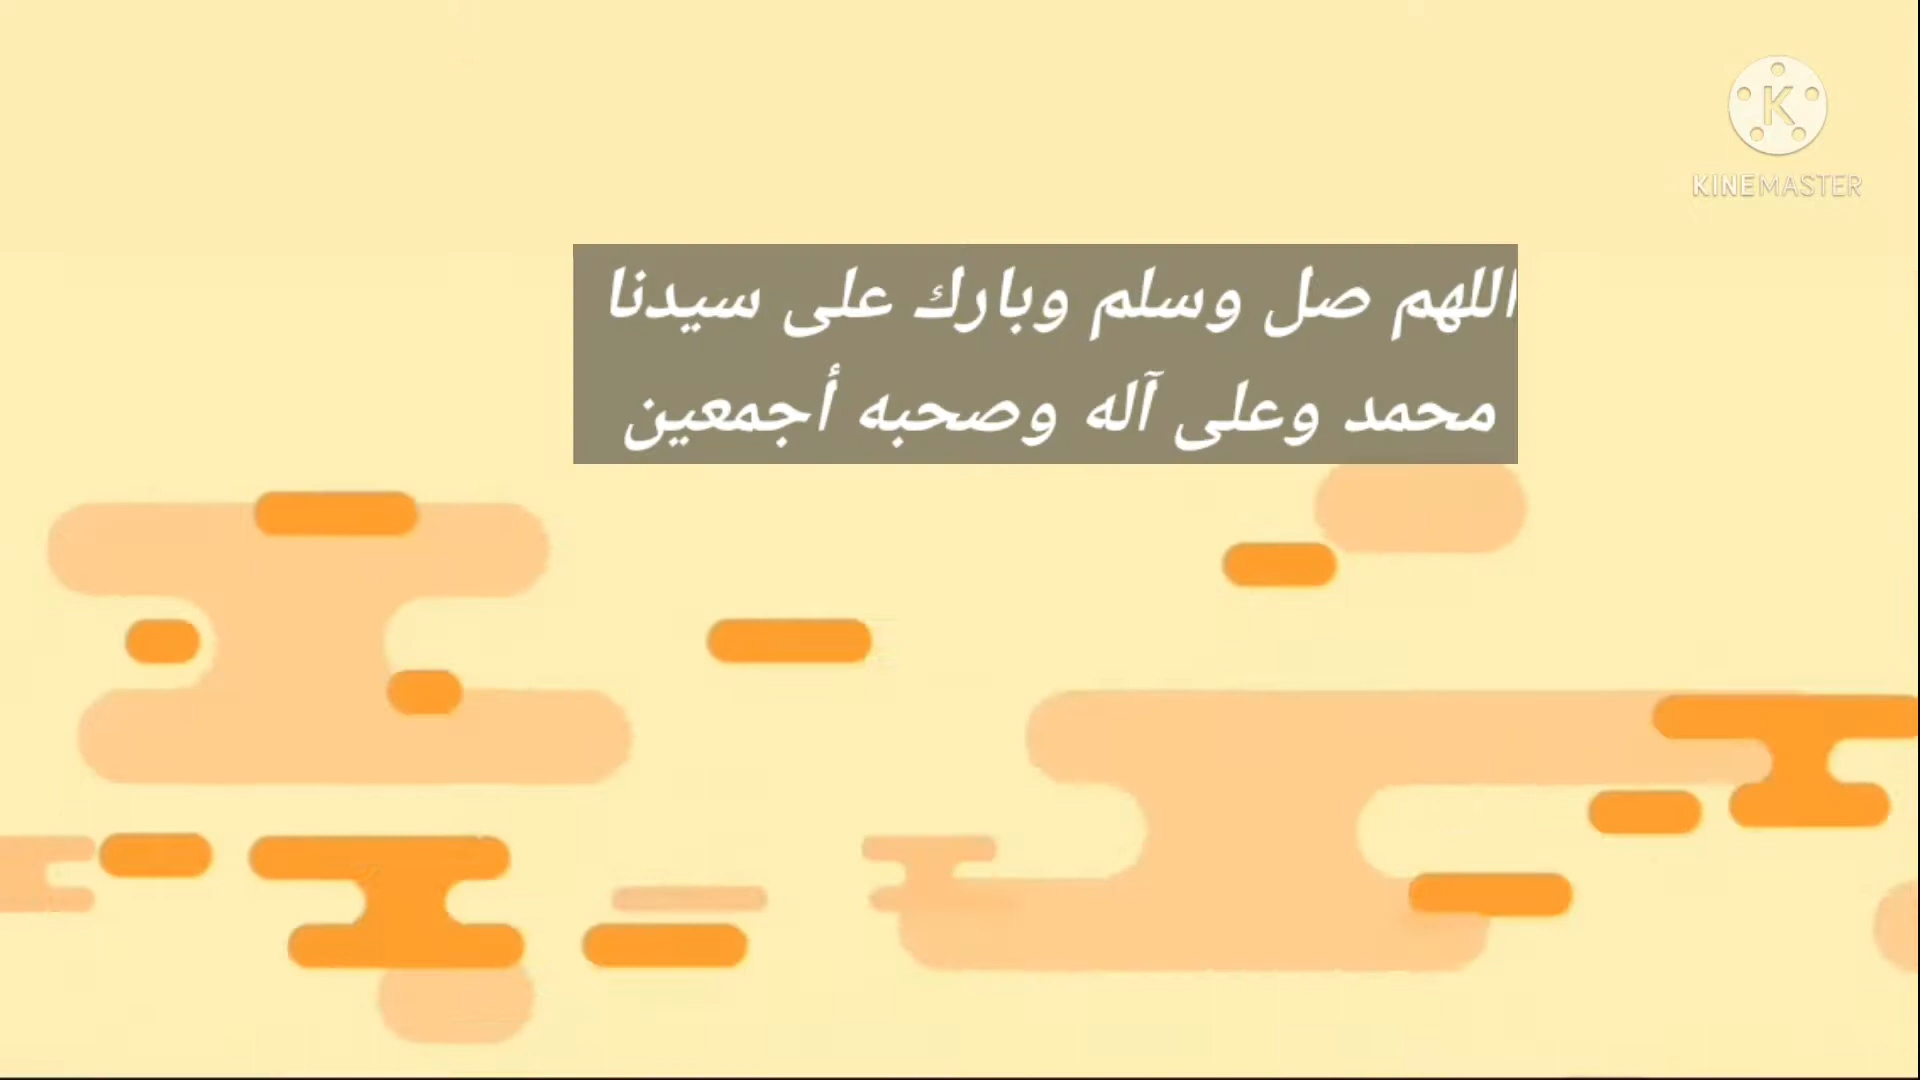 K
KINEMASTER
اللهم صل وسلم وبارك على سيدنا
محمد وعلى آله وصحبه أجمعين